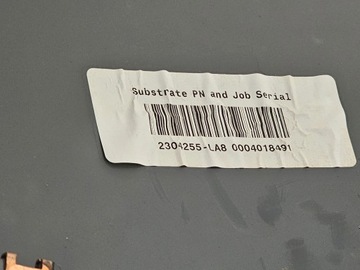 Substrate PN and Job Serial
2304255-LA8 0004018491